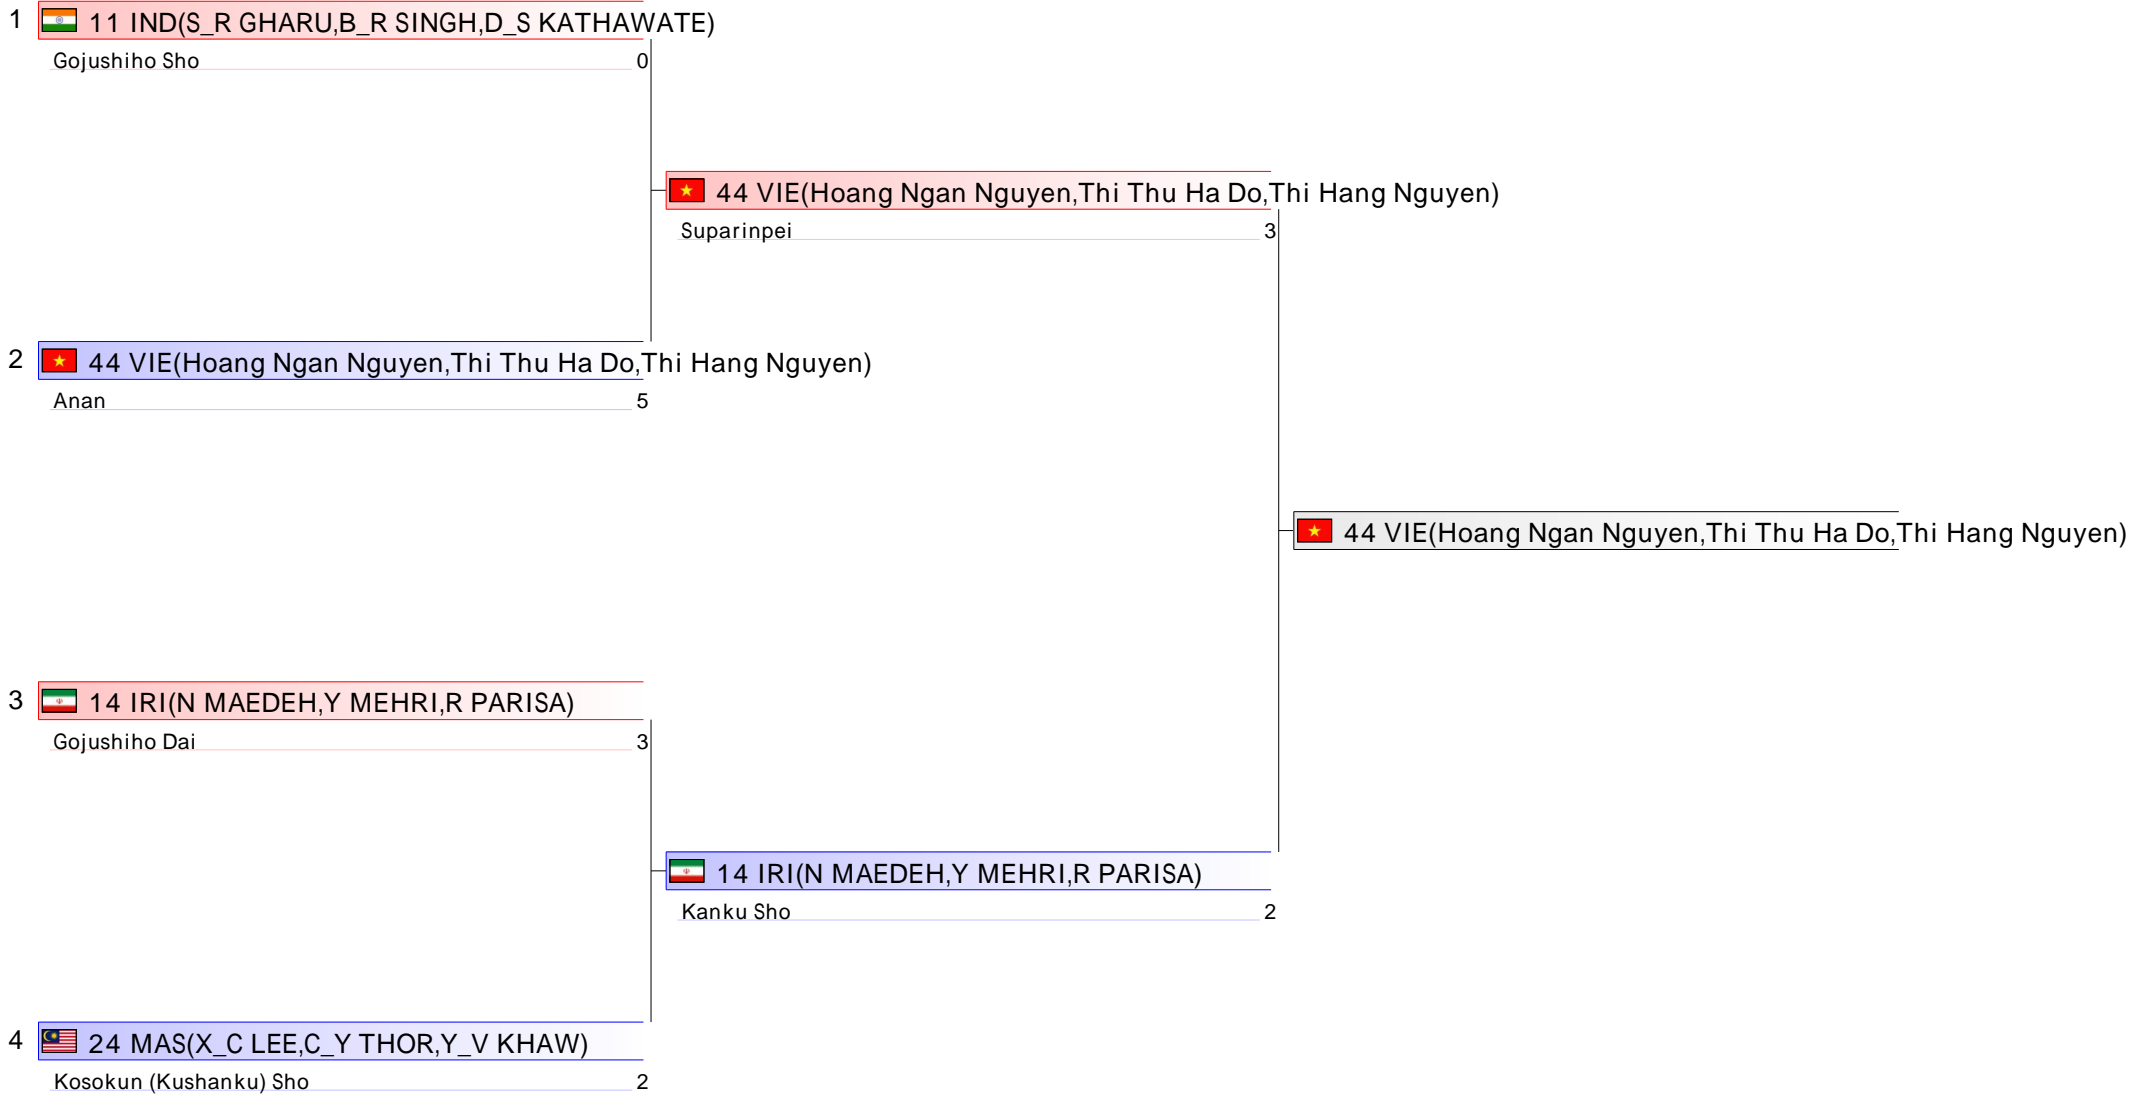 1 11 IND(S_R GHARU,B_R SINGH,D_S KATHAWATE)
Gojushiho Sho 0
44 VIE(Hoang Ngan Nguyen,Thi Thu Ha Do,Thi Hang Nguyen)
Suparinpei 3
2 44 VIE(Hoang Ngan Nguyen,Thi Thu Ha Do,Thi Hang Nguyen)
Anan 5
44 VIE(Hoang Ngan Nguyen,Thi Thu Ha Do,Thi Hang Nguyen)
3 14 IRI(N MAEDEH,Y MEHRI,R PARISA)
Gojushiho Dai 3
14 IRI(N MAEDEH,Y MEHRI,R PARISA)
Kanku Sho 2
4 24 MAS(X_C LEE,C_Y THOR,Y_V KHAW)
Kosokun (Kushanku) Sho 2